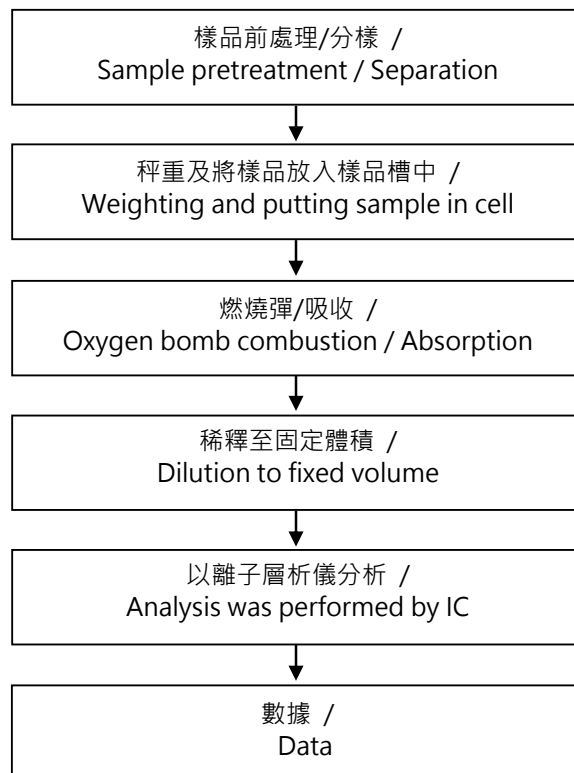 樣品前處理/分樣 /
Sample pretreatment / Separation
秤重及將樣品放入樣品槽中 /
Weighting and putting sample in cell
燃燒彈/吸收 /
Oxygen bomb combustion / Absorption
稀釋至固定體積 /
Dilution to fixed volume
以離子層析儀分析 /
Analysis was performed by IC
數據 /
Data